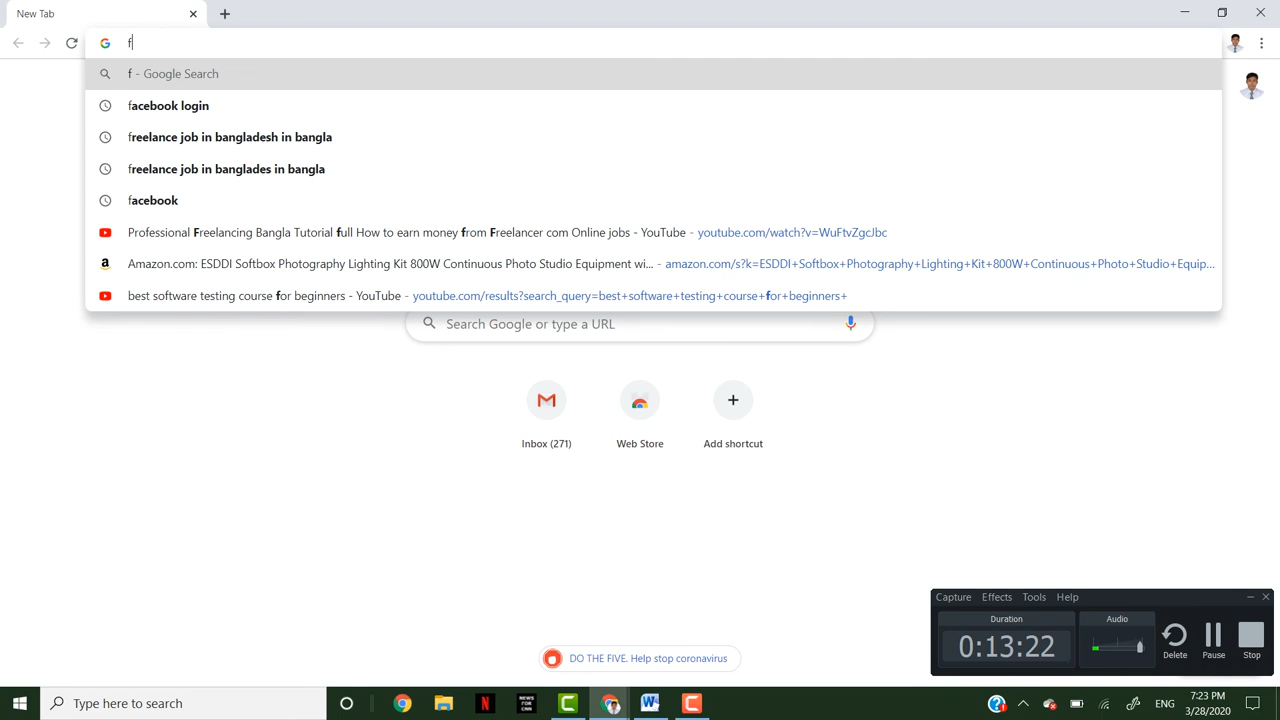 New Tab
f
f - Google Search
facebook login
freelance job in bangladesh in bangla
freelance job in banglades in bangla
facebook
Professional Freelancing Bangla Tutorial full How to earn money from Freelancer com Online jobs - YouTube - youtube.com/watch?v=WuFtvZgcJbc
Amazon.com: ESDDI Softbox Photography Lighting Kit 800W Continuous Photo Studio Equipment wi... - amazon.com/s?k=ESDDI+Softbox+Photography+Lighting+Kit+800W+Continuous+Photo+Studio+Equip...
best software testing course for beginners - YouTube - youtube.com/results?search_query=best+software+testing+course+for+beginners+
Search Google or type a URL
Inbox (271) Web Store Add shortcut
DO THE FIVE. Help stop coronavirus
Capture Effects Tools Help
Duration Audio
0:13:22
Delete Pause Stop
Type here to search
NEWS FOR CNN
ENG
7:23 PM
3/28/2020